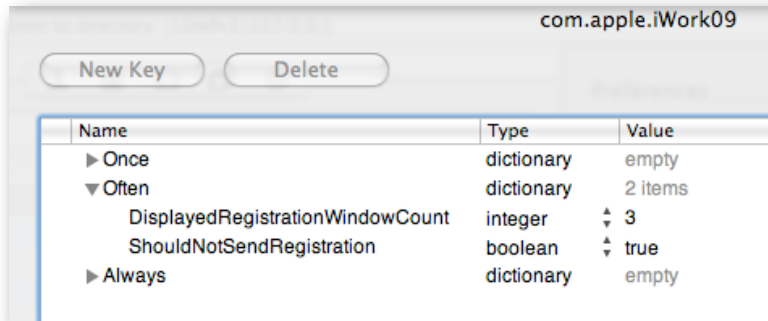 com.apple.iWork09
New Key Delete
Name Type Value
Once dictionary empty
Often dictionary 2 items
DisplayedRegistrationWindowCount integer 3
ShouldNotSendRegistration boolean true
Always dictionary empty